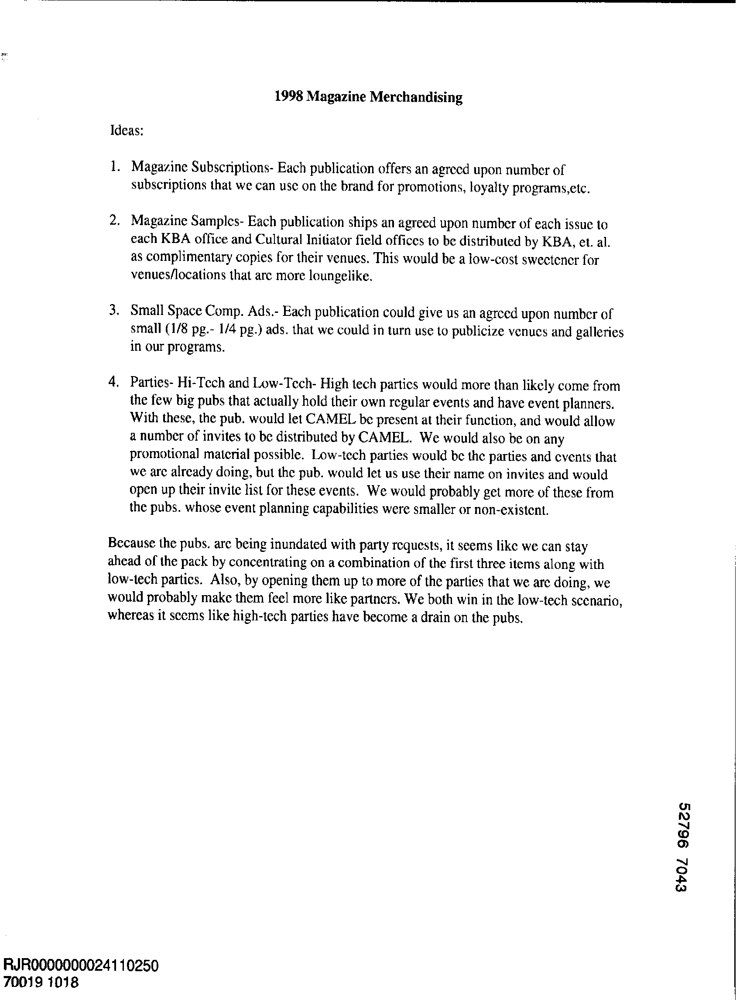 1998 Magazine Merchandising
Ideas:
1. Magazine Subscriptions- Each publication offers an agreed upon number of
subscriptions that we can use on the brand for promotions, loyalty programs,etc.
2. Magazine Samples- Each publication ships an agreed upon number of each issue to
each KBA office and Cultural Initiator field offices to be distributed by KBA, et. al.
as complimentary copies for their venues. This would be a low-cost sweetener for
venues/locations that are more loungelike.
3. Small Space Comp. Ads.- Each publication could give us an agreed upon number of
small (1/8 pg.- 1/4 pg.) ads. that we could in turn use to publicize venues and galleries
in our programs.
4. Parties- Hi-Tech and Low-Tech- High tech parties would more than likely come from
the few big pubs that actually hold their own regular events and have event planners.
With these, the pub. would let CAMEL be present at their function, and would allow
a number of invites to be distributed by CAMEL. We would also be on any
promotional material possible. Low-tech parties would be the parties and events that
we are already doing, but the pub. would let us use their name on invites and would
open up their invite list for these events. We would probably get more of these from
the pubs. whose event planning capabilities were smaller or non-existent.
Because the pubs. are being inundated with party requests, it seems like we can stay
ahead of the pack by concentrating on a combination of the first three items along with
low-tech parties. Also, by opening them up to more of the parties that we are doing, we
would probably make them feel more like partners. We both win in the low-tech scenario,
whereas it seems like high-tech parties have become a drain on the pubs.
52796 7043
RJR0000000024110250
70019 1018